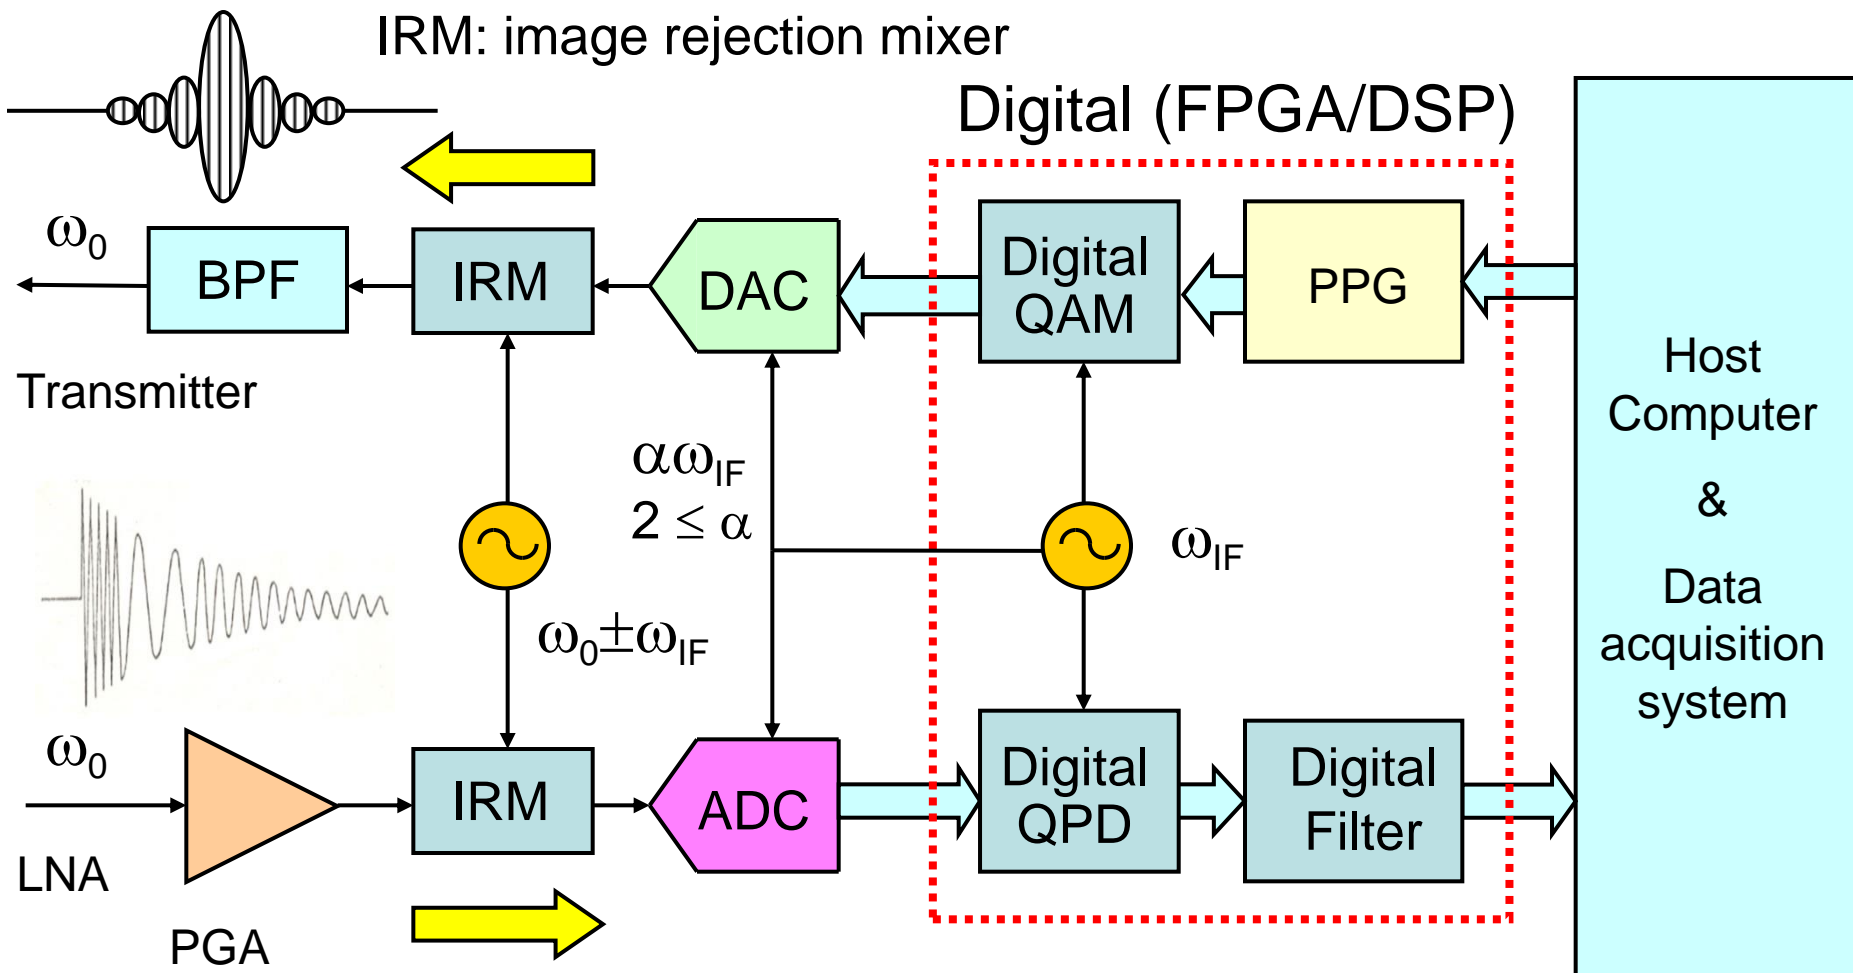 IRM: image rejection mixer
Digital (FPGA/DSP)
ω0
BPF
IRM
DAC
Digital
QAM
PPG
Transmitter
αωIF
2 ≤ α
ωIF
ω0±ωIF
Host
Computer
&
Data
acquisition
system
ω0
LNA
PGA
IRM
ADC
Digital
QPD
Digital
Filter